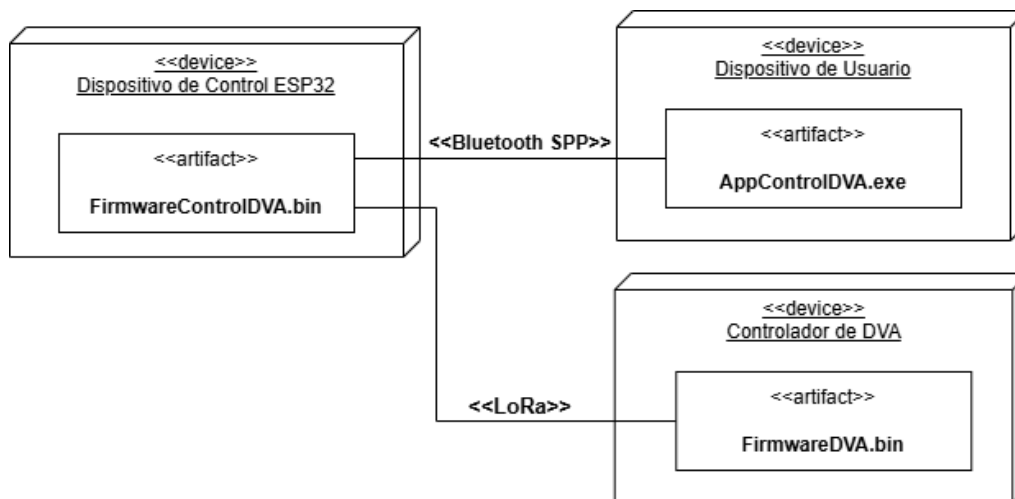 <<device>>
Dispositivo de Control ESP32
<<artifact>>
FirmwareControlDVA.bin
<<Bluetooth SPP>>
<<device>>
Dispositivo de Usuario
<<artifact>>
AppControlDVA.exe
<<LoRa>>
<<device>>
Controlador de DVA
<<artifact>>
FirmwareDVA.bin